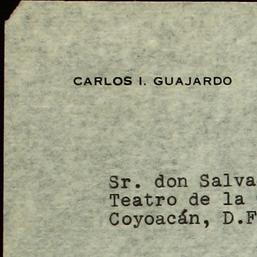 CARLOS I. GUAJARDO
Sr. don Salva
Teatro de la
Coyoacán, D.F